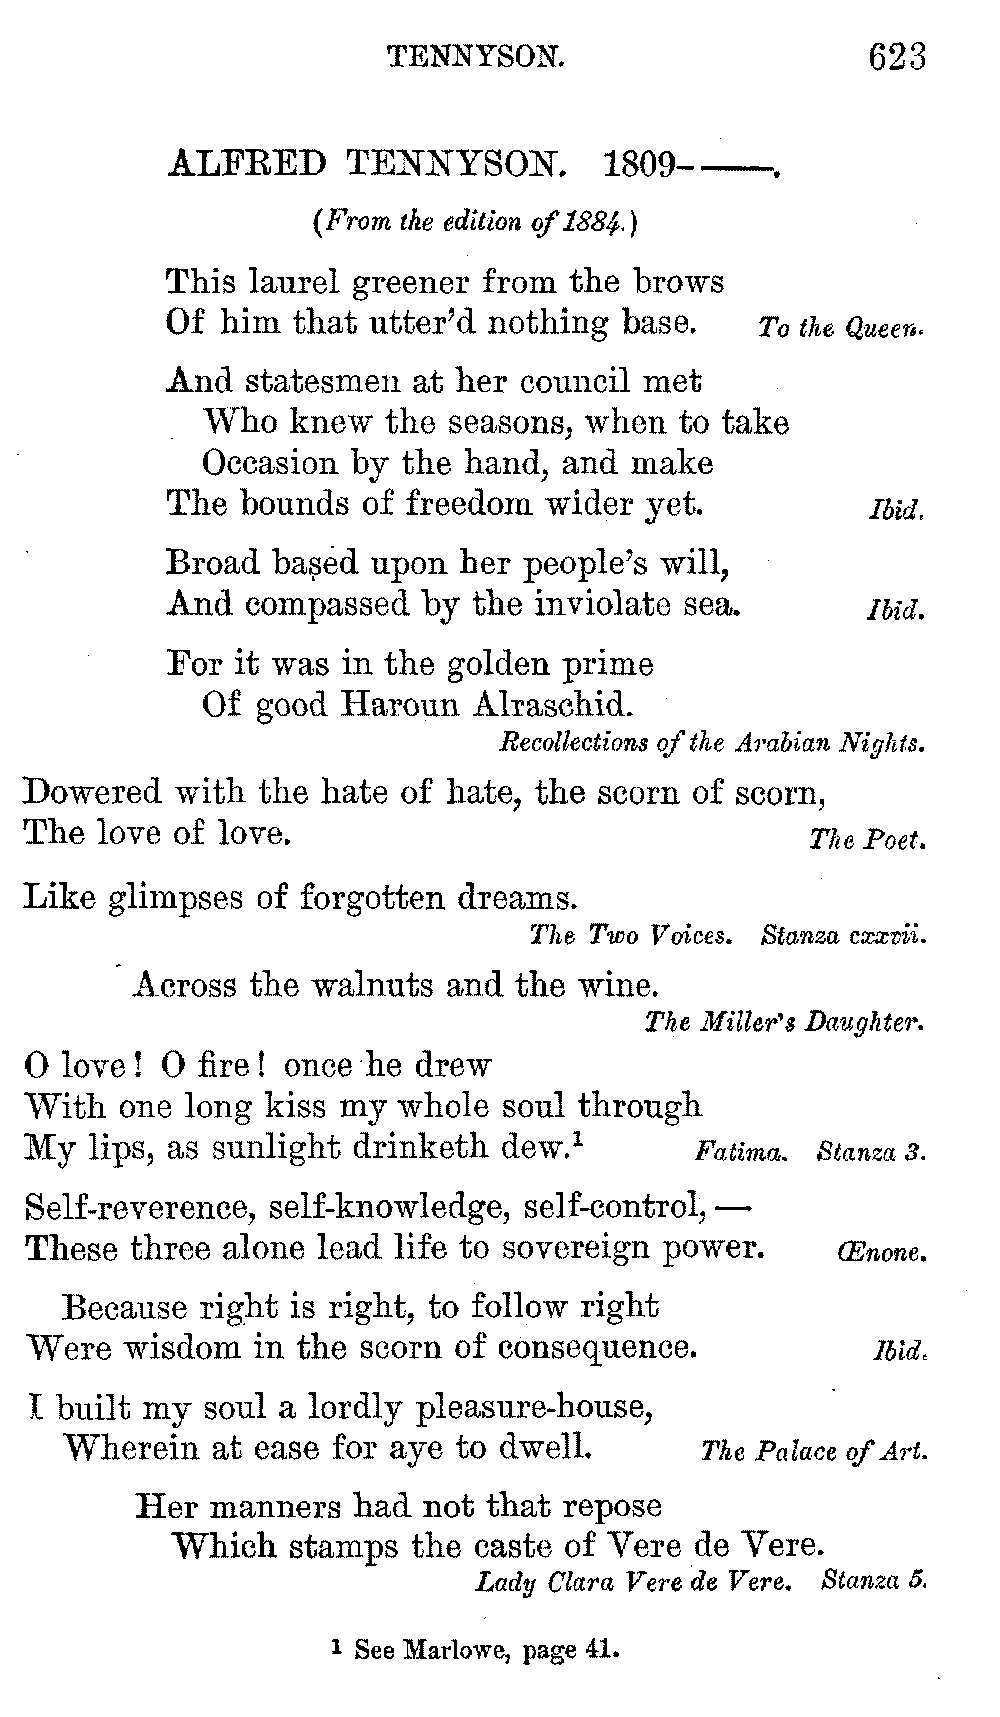 TENNYSON. 623
ALFRED TENNYSON. 1809–——.
(From the edition of 1884.)
This laurel greener from the brows
Of him that utter'd nothing base. To the Queen.
And statesmen at her council met
Who knew the seasons, when to take
Occasion by the hand, and make
The bounds of freedom wider yet. Ibid.
Broad based upon her people's will,
And compassed by the inviolate sea. Ibid.
For it was in the golden prime
Of good Haroun Alraschid.
Recollections of the Arabian Nights.
Dowered with the hate of hate, the scorn of scorn,
The love of love. The Poet.
Like glimpses of forgotten dreams.
The Two Voices. Stanza cxxvii.
Across the walnuts and the wine.
The Miller's Daughter.
O love! O fire! once he drew
With one long kiss my whole soul through
My lips, as sunlight drinketh dew.¹ Fatima. Stanza 3.
Self-reverence, self-knowledge, self-control, —
These three alone lead life to sovereign power. Œnone.
Because right is right, to follow right
Were wisdom in the scorn of consequence. Ibid.
I built my soul a lordly pleasure-house,
Wherein at ease for aye to dwell. The Palace of Art.
Her manners had not that repose
Which stamps the caste of Vere de Vere.
Lady Clara Vere de Vere. Stanza 5.
¹ See Marlowe, page 41.